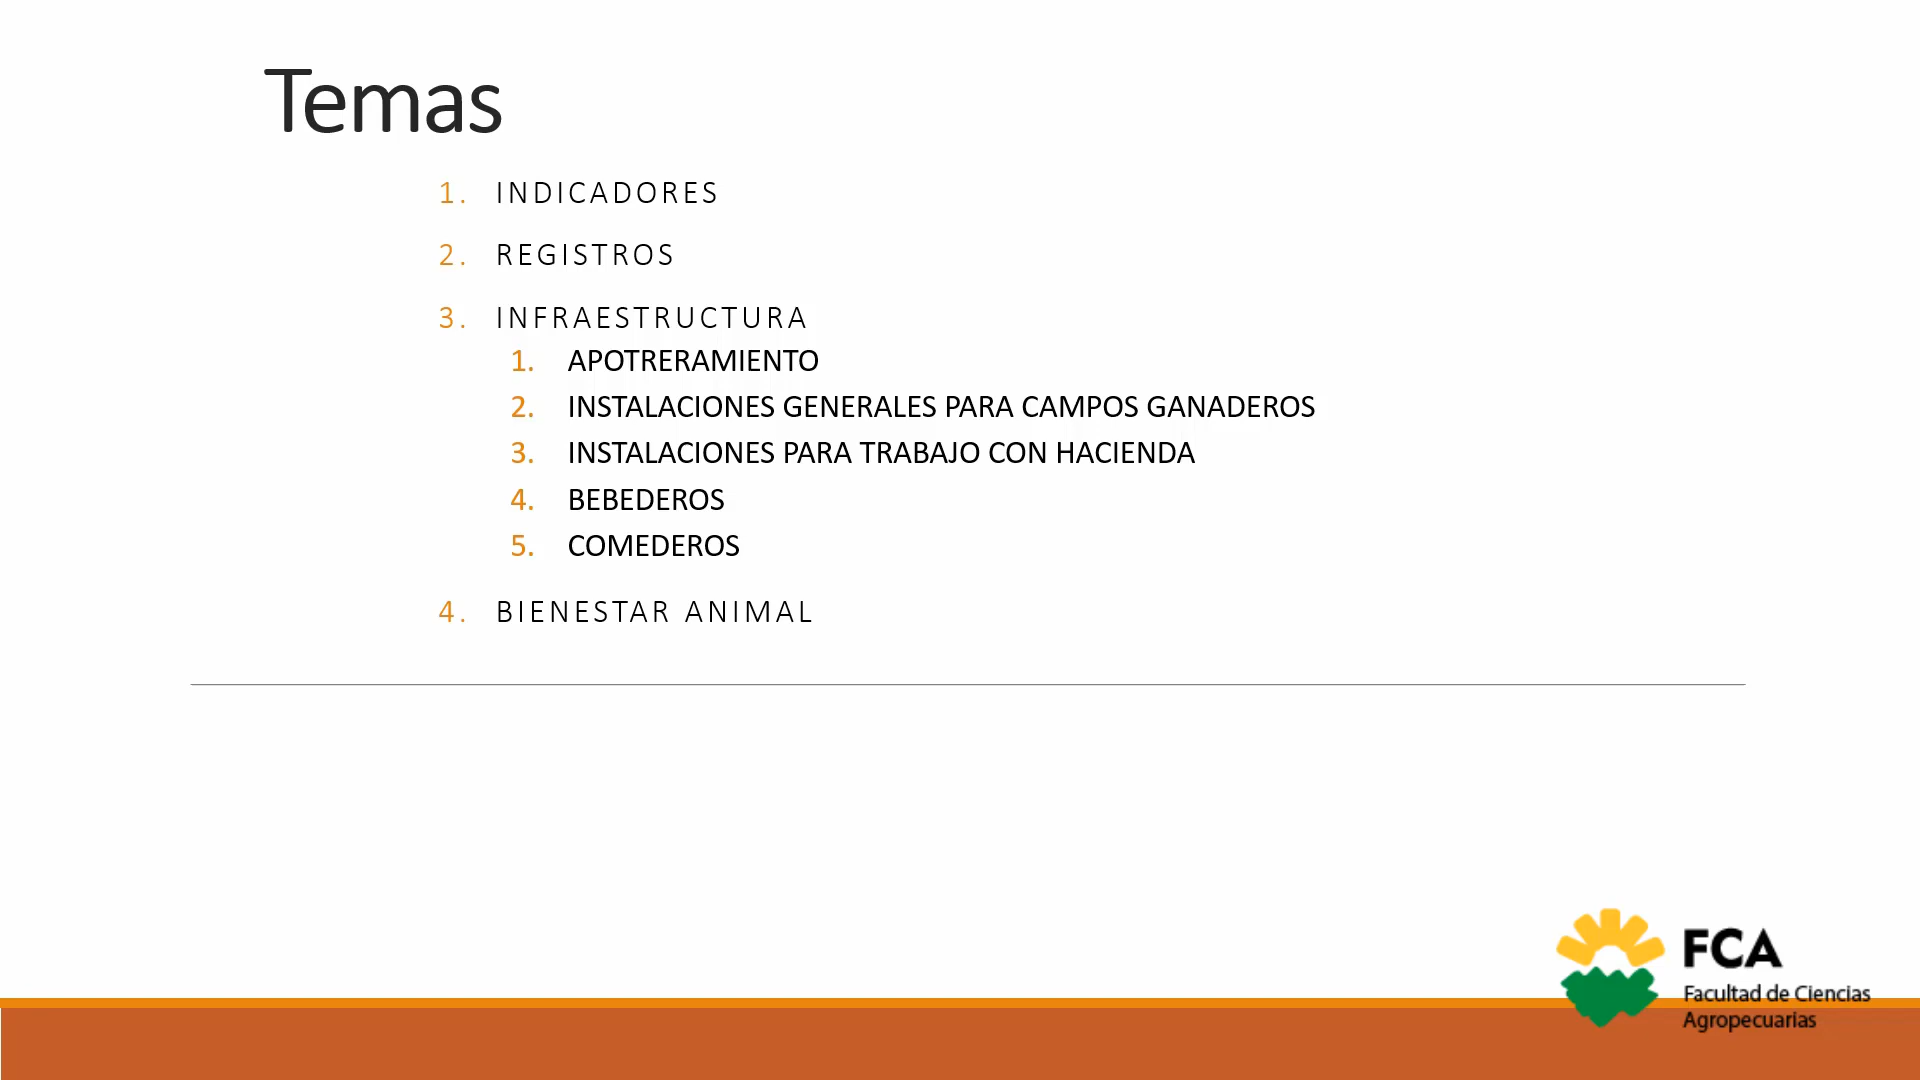 Temas
1. INDICADORES
2. REGISTROS
3. INFRAESTRUCTURA
1. APOTRERAMIENTO
2. INSTALACIONES GENERALES PARA CAMPOS GANADEROS
3. INSTALACIONES PARA TRABAJO CON HACIENDA
4. BEBEDEROS
5. COMEDEROS
4. BIENESTAR ANIMAL
FCA
Facultad de Ciencias
Agropecuarias